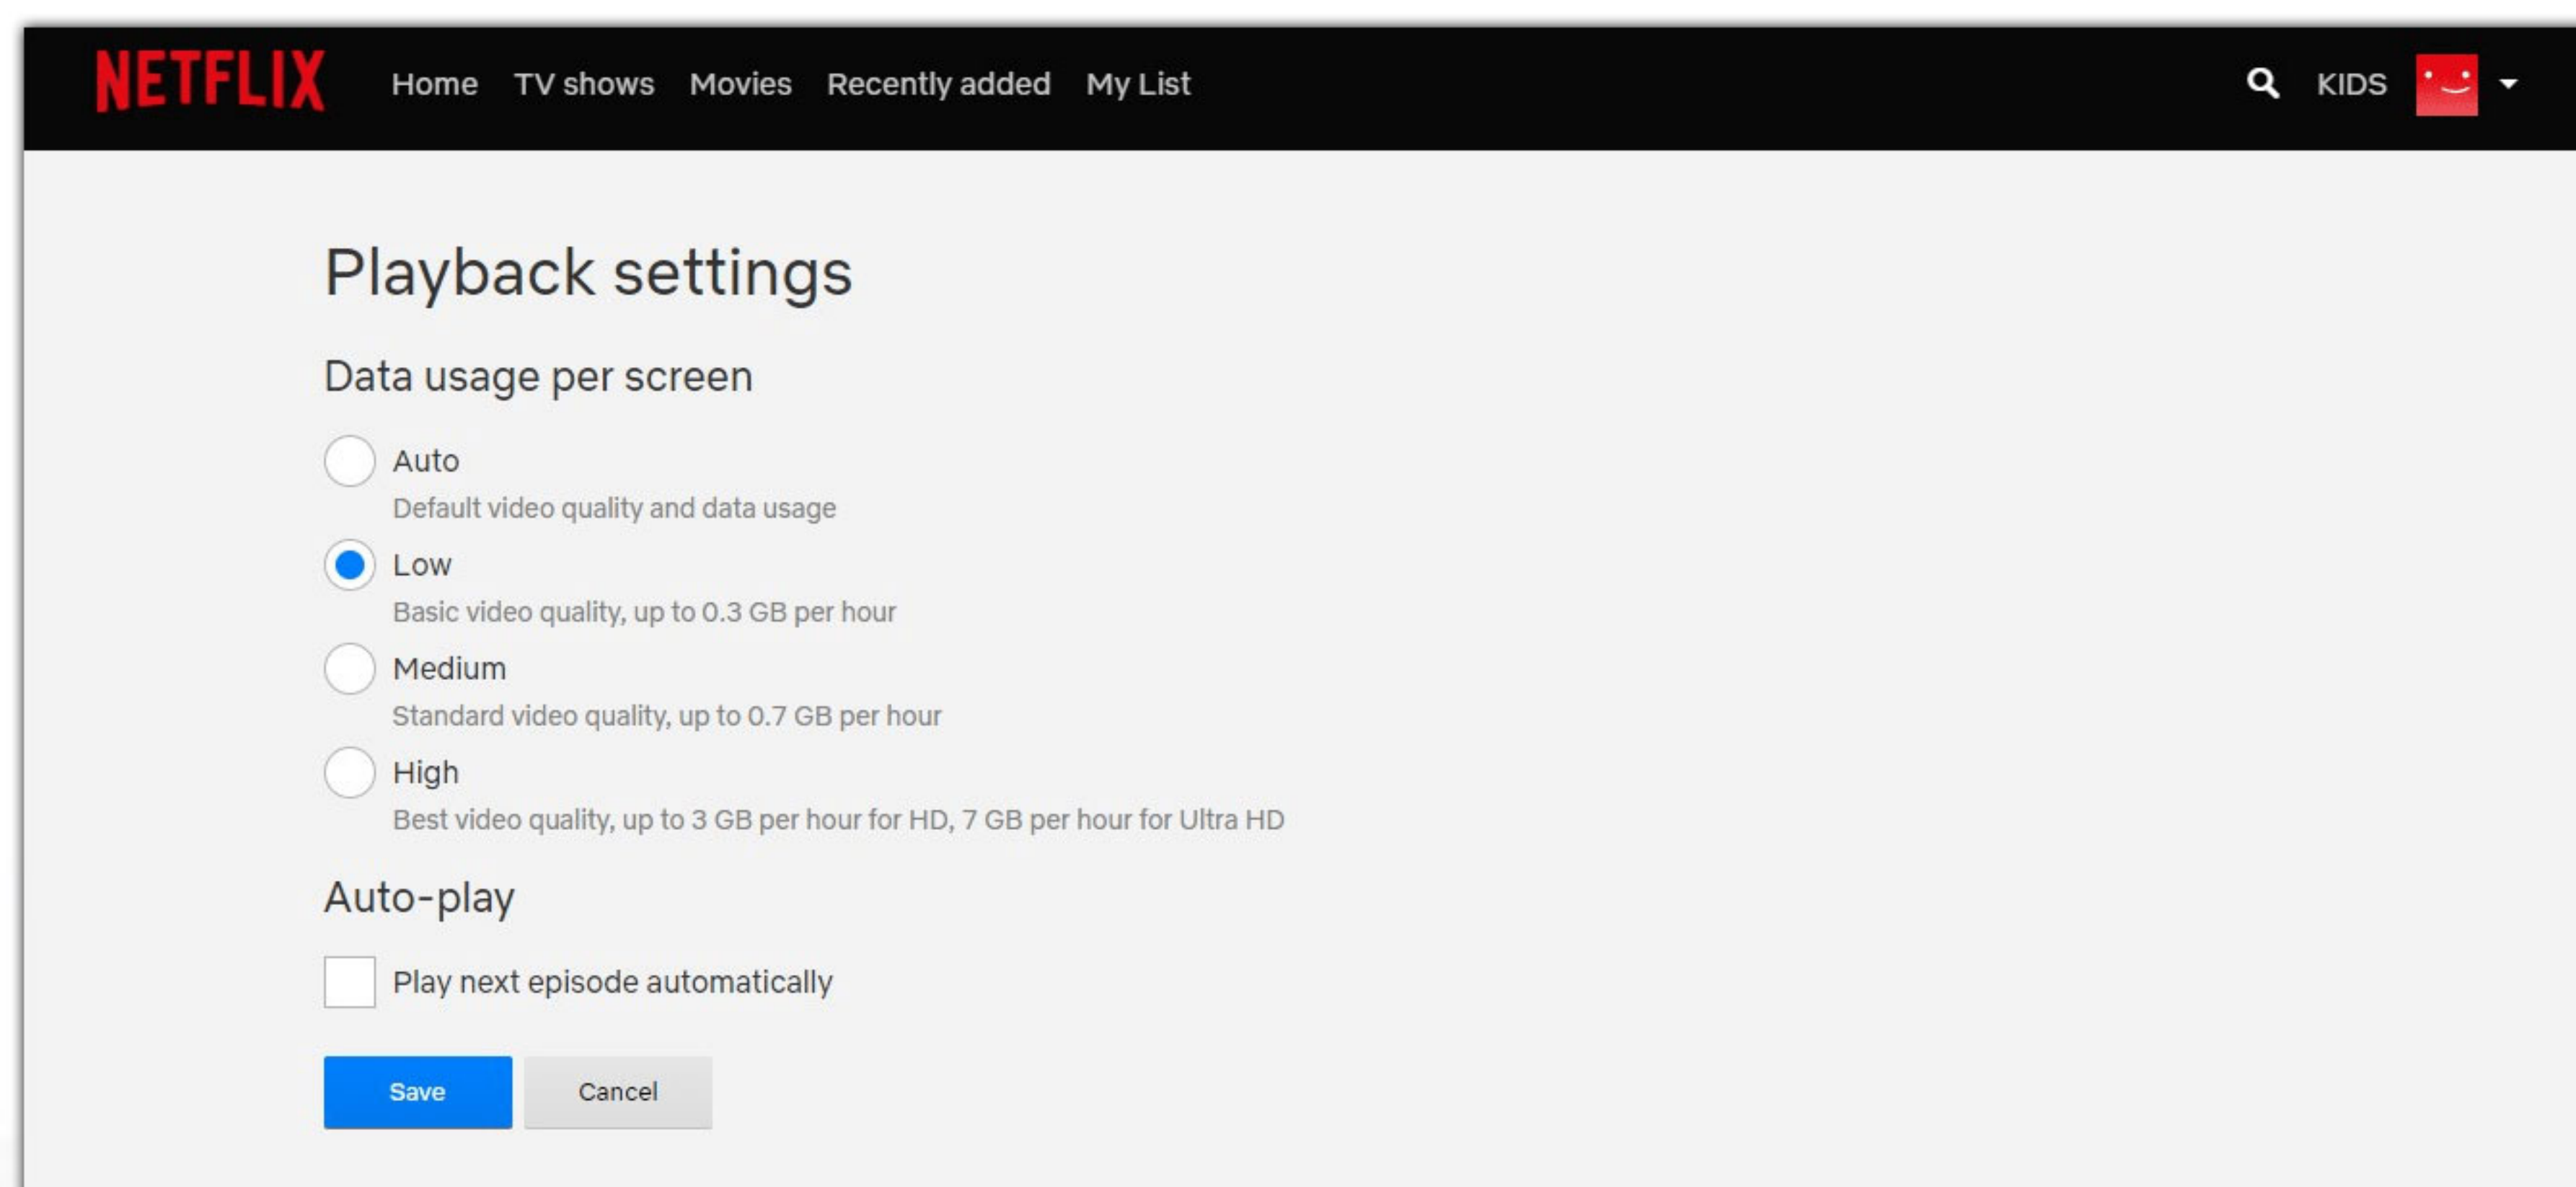 NETFLIX Home TV shows Movies Recently added My List KIDS
Playback settings
Data usage per screen
Auto
Default video quality and data usage
Low
Basic video quality, up to 0.3 GB per hour
Medium
Standard video quality, up to 0.7 GB per hour
High
Best video quality, up to 3 GB per hour for HD, 7 GB per hour for Ultra HD
Auto-play
Play next episode automatically
Save Cancel